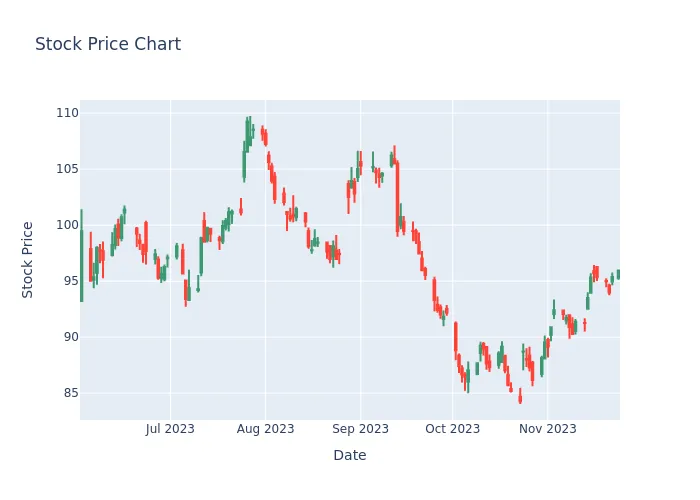 Stock Price Chart
Stock Price
110
105
100
95
90
85
Jul 2023
Aug 2023
Sep 2023
Oct 2023
Nov 2023
Date